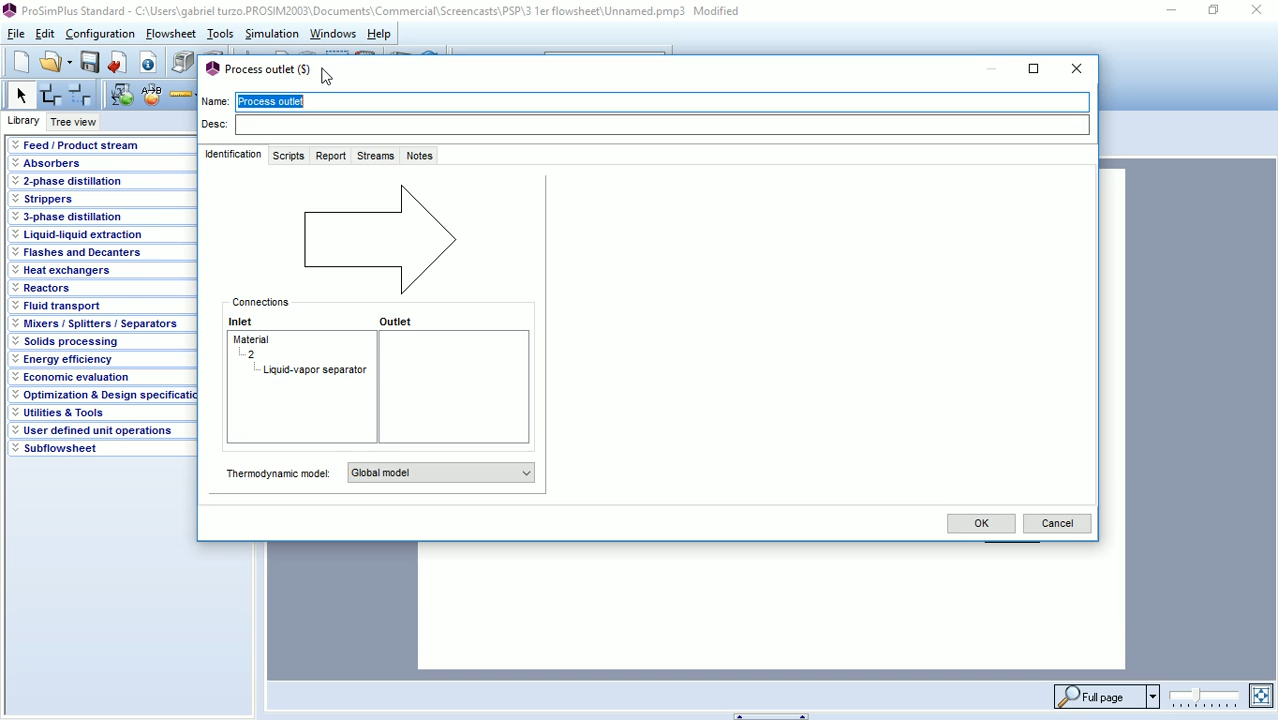 ProSimPlus Standard - C:\Users\gabriel turzo.PROSIM2003\Documents\Commercial\Screencasts\PSP\3 1er flowsheet\Unnamed.pmp3 Modified
File Edit Configuration Flowsheet Tools Simulation Windows Help
Process outlet ($)
Name: Process outlet
Desc:
Library Tree view
Identification Scripts Report Streams Notes
Feed / Product stream
Absorbers
2-phase distillation
Strippers
3-phase distillation
Liquid-liquid extraction
Flashes and Decanters
Heat exchangers
Reactors
Fluid transport
Mixers / Splitters / Separators
Solids processing
Energy efficiency
Economic evaluation
Optimization & Design specificatio
Utilities & Tools
User defined unit operations
Subflowsheet
Connections
Inlet Outlet
Material
2
Liquid-vapor separator
Thermodynamic model: Global model
OK Cancel
Full page